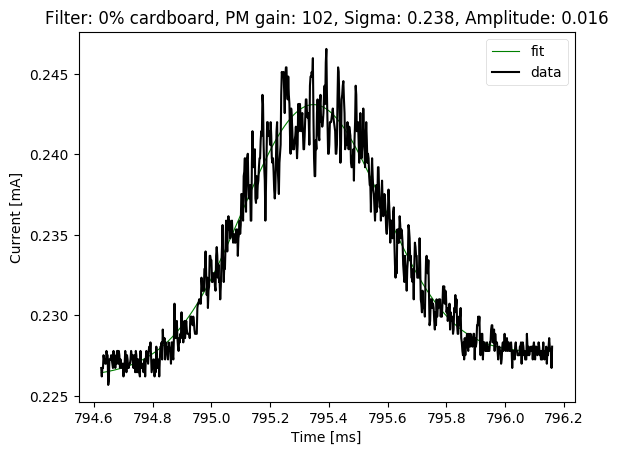 Filter: 0% cardboard, PM gain: 102, Sigma: 0.238, Amplitude: 0.016
fit
data
0.245
0.240
0.235
0.230
0.225
Current [mA]
794.6 794.8 795.0 795.2 795.4 795.6 795.8 796.0 796.2
Time [ms]